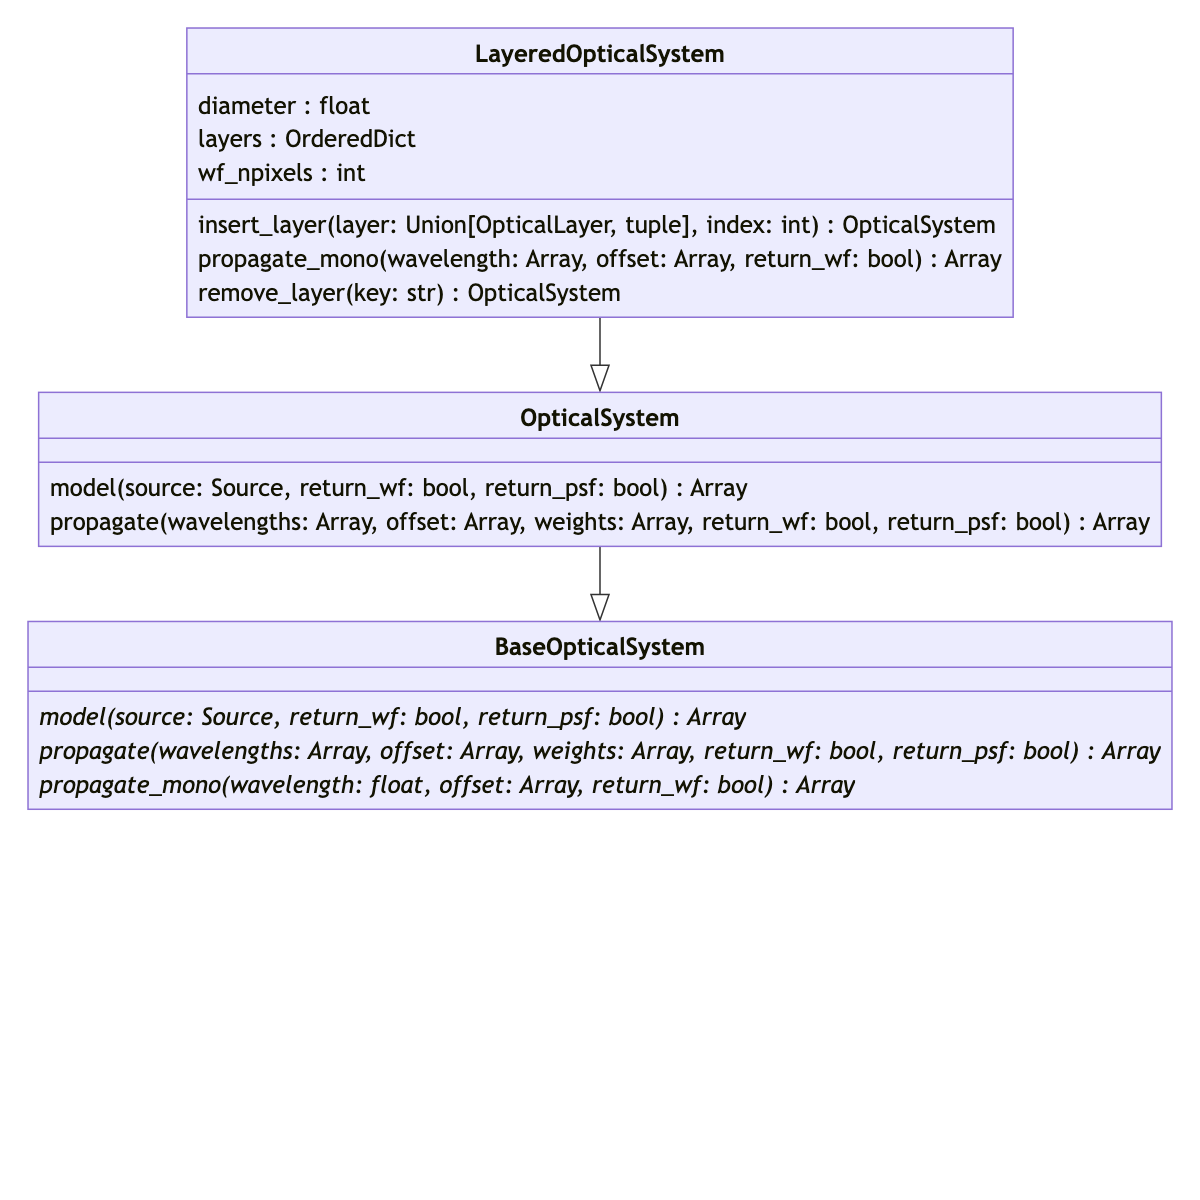 LayeredOpticalSystem
diameter : float
layers : OrderedDict
wf_npixels : int
insert_layer(layer: Union[OpticalLayer, tuple], index: int) : OpticalSystem
propagate_mono(wavelength: Array, offset: Array, return_wf: bool) : Array
remove_layer(key: str) : OpticalSystem
OpticalSystem
model(source: Source, return_wf: bool, return_psf: bool) : Array
propagate(wavelengths: Array, offset: Array, weights: Array, return_wf: bool, return_psf: bool) : Array
BaseOpticalSystem
model(source: Source, return_wf: bool, return_psf: bool) : Array
propagate(wavelengths: Array, offset: Array, weights: Array, return_wf: bool, return_psf: bool) : Array
propagate_mono(wavelength: float, offset: Array, return_wf: bool) : Array